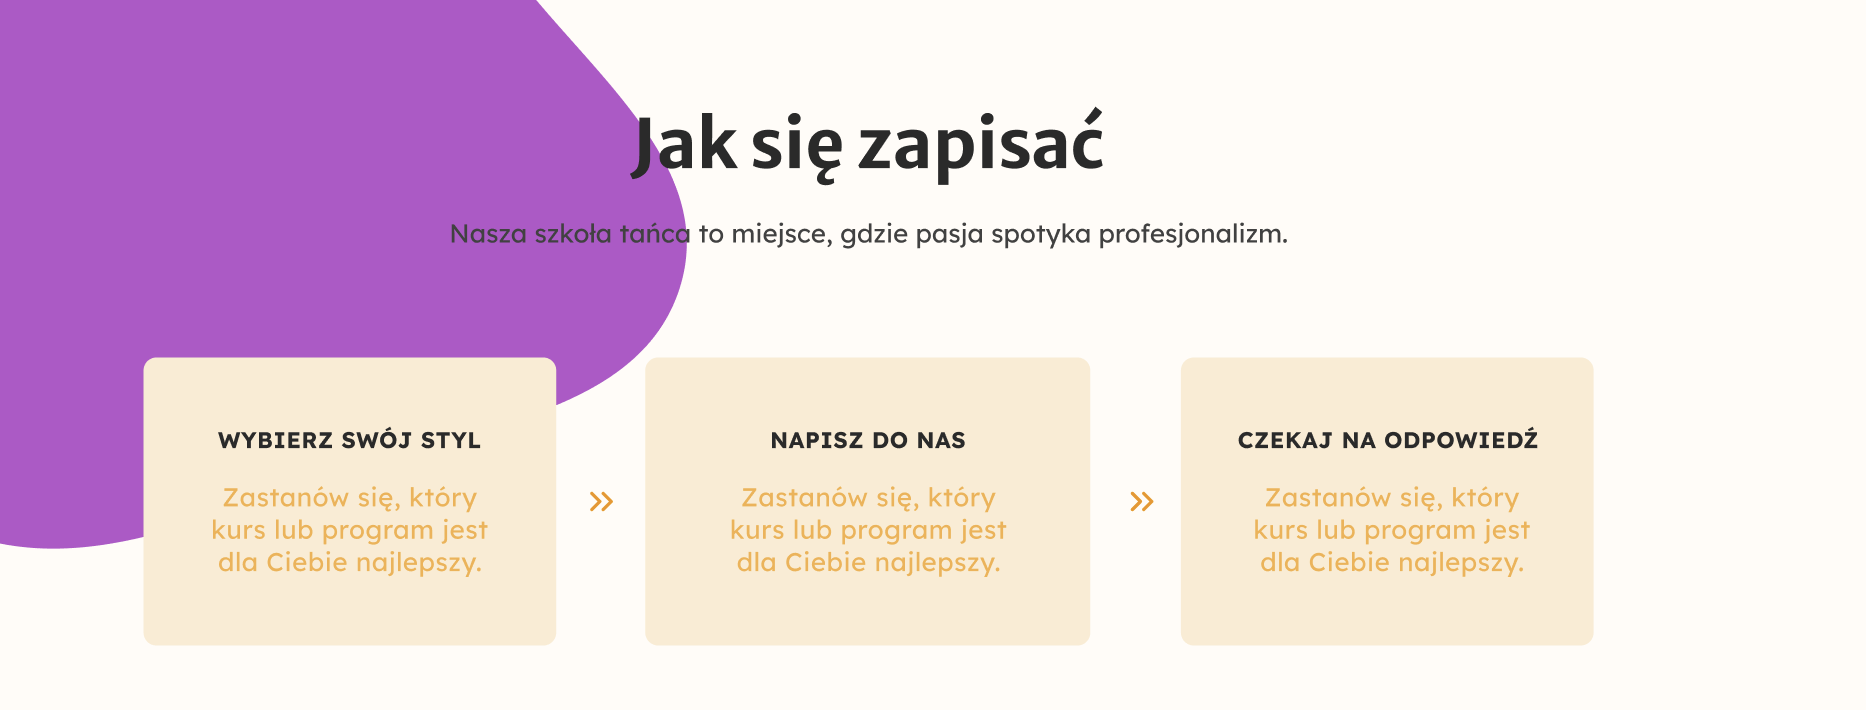 Jak się zapisać
Nasza szkoła tańca to miejsce, gdzie pasja spotyka profesjonalizm.
WYBIERZ SWÓJ STYL
Zastanów się, który
kurs lub program jest
dla Ciebie najlepszy.
NAPISZ DO NAS
Zastanów się, który
kurs lub program jest
dla Ciebie najlepszy.
CZEKAJ NA ODPOWIEDŹ
Zastanów się, który
kurs lub program jest
dla Ciebie najlepszy.